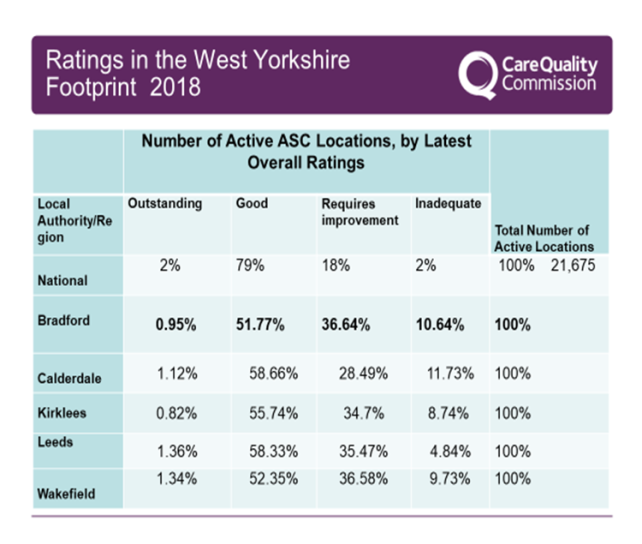 Ratings in the West Yorkshire
Footprint 2018
CareQuality
Commission
Number of Active ASC Locations, by Latest
Overall Ratings
Local
Authority/Re
gion
Outstanding
Good
Requires
improvement
Inadequate
Total Number of
Active Locations
National 2% 79% 18% 2% 100% 21,675
Bradford 0.95% 51.77% 36.64% 10.64% 100%
Calderdale 1.12% 58.66% 28.49% 11.73% 100%
Kirklees 0.82% 55.74% 34.7% 8.74% 100%
Leeds 1.36% 58.33% 35.47% 4.84% 100%
Wakefield 1.34% 52.35% 36.58% 9.73% 100%